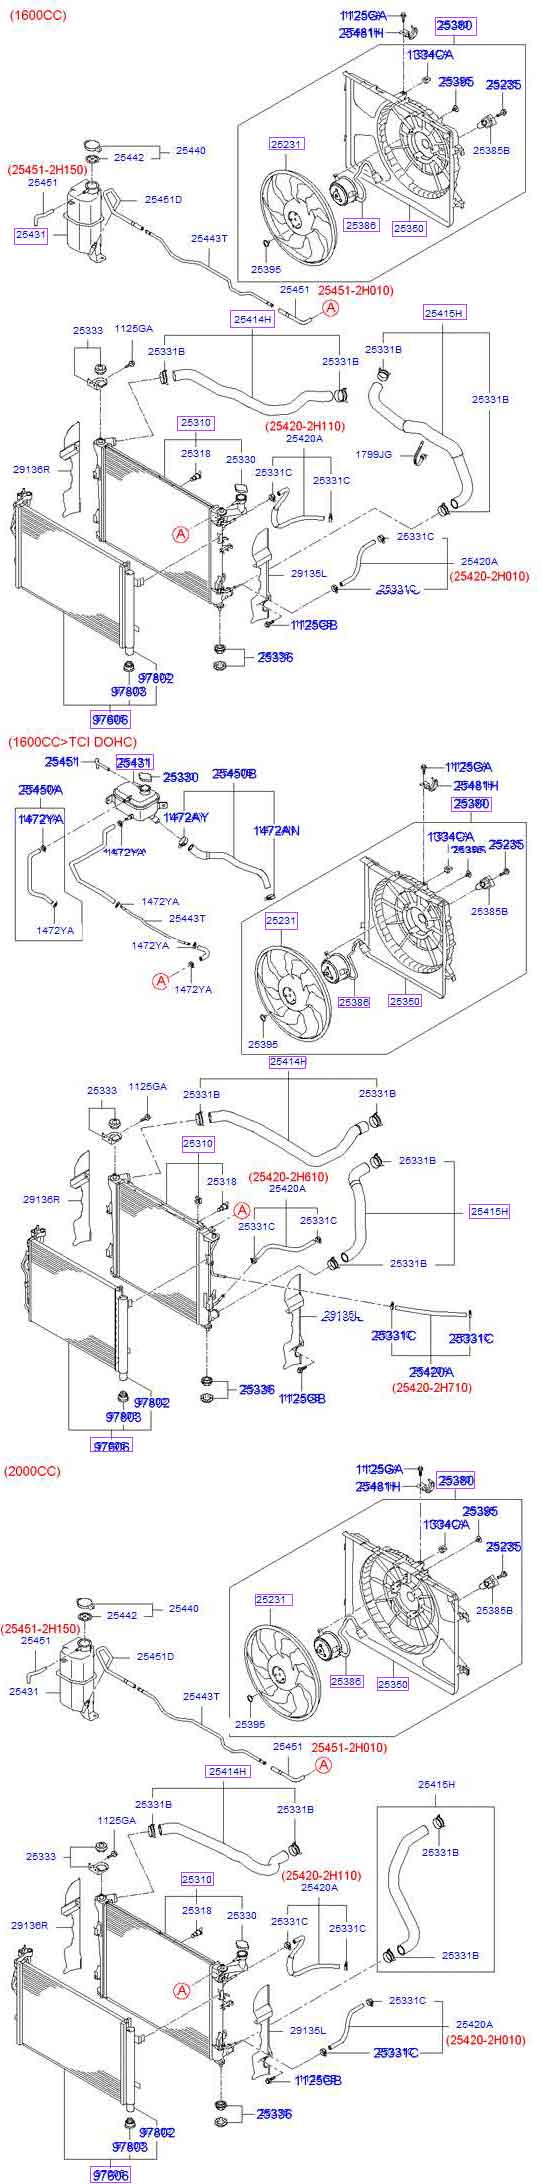 (1600CC)
1125GA
25481H
25380
1334CA
25395
25235
25385B
25231
25386
25350
25395
25440
25442
(25451-2H150)
25451
25451D
25431
25443T
25451
25451-2H010)
A
25414H
25415H
25333
1125GA
25331B
25331B
25331B
25331B
25310
25318
25330
(25420-2H110)
25420A
25331C
25331C
1799JG
29136R
A
25331C
25420A
(25420-2H010)
25331C
29135L
1125GB
25336
97802
97803
97606
(1600CC>TCI DOHC)
25451
25431
25330
25450B
25450A
1472YA
1472AY
1472AN
1472YA
1472YA
25443T
1472YA
1472YA
1472YA
A
1125GA
25481H
25380
1334CA
25395
25235
25385B
25231
25386
25350
25395
25414H
25333
1125GA
25331B
25331B
25310
25318
(25420-2H610)
25420A
25331C
25331C
A
29136R
25331B
25415H
25331B
29135L
25331C
25331C
25420A
(25420-2H710)
1125GB
25336
97802
97803
97606
(2000CC)
1125GA
25481H
25380
25395
1334CA
25235
25385B
25231
25386
25350
25395
25440
25442
(25451-2H150)
25451
25451D
25431
25443T
25451
25451-2H010)
A
25414H
25415H
25331B
25331B
25331B
25331B
1125GA
25333
25310
25318
25330
(25420-2H110)
25420A
25331C
25331C
29136R
A
25331C
25420A
(25420-2H010)
25331C
29135L
1125GB
25336
97802
97803
97606